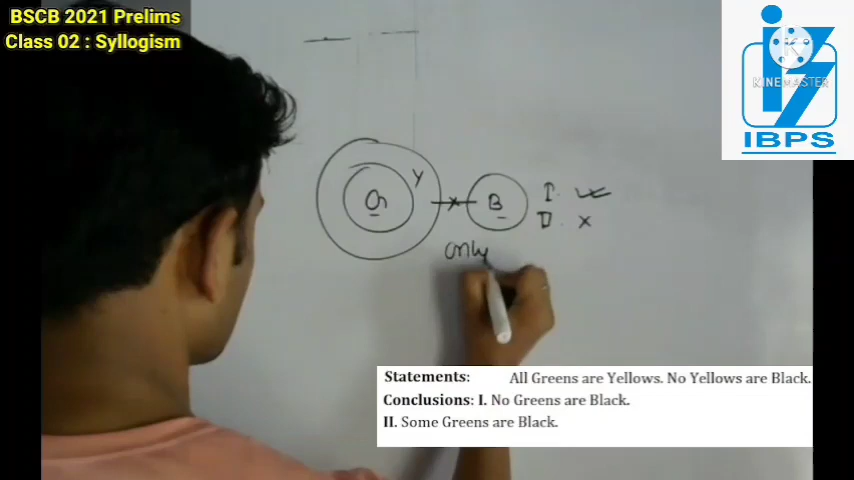 BSCB 2021 Prelims
Class 02 : Syllogism
KINEMASTER
IBPS
Y
G
B
I.
II.
only
Statements: All Greens are Yellows. No Yellows are Black.
Conclusions: I. No Greens are Black.
II. Some Greens are Black.